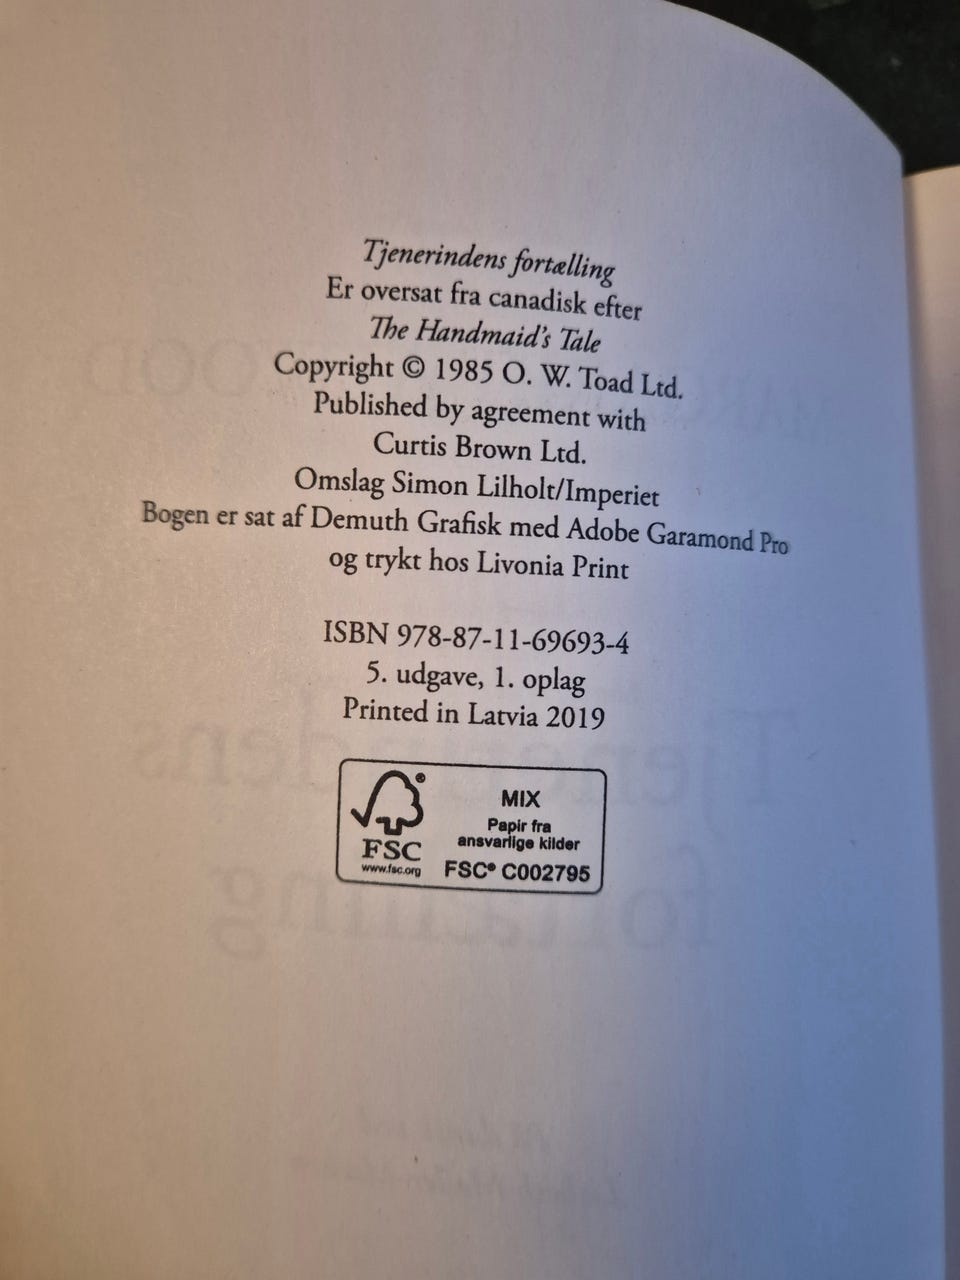 Tjenerindens fortælling
Er oversat fra canadisk efter
The Handmaid's Tale
Copyright © 1985 O. W. Toad Ltd.
Published by agreement with
Curtis Brown Ltd.
Omslag Simon Lilholt/Imperiet
Bogen er sat af Demuth Grafisk med Adobe Garamond Pro
og trykt hos Livonia Print
ISBN 978-87-11-69693-4
5. udgave, 1. oplag
Printed in Latvia 2019
FSC
www.fsc.org
MIX
Papir fra
ansvarlige kilder
FSC® C002795